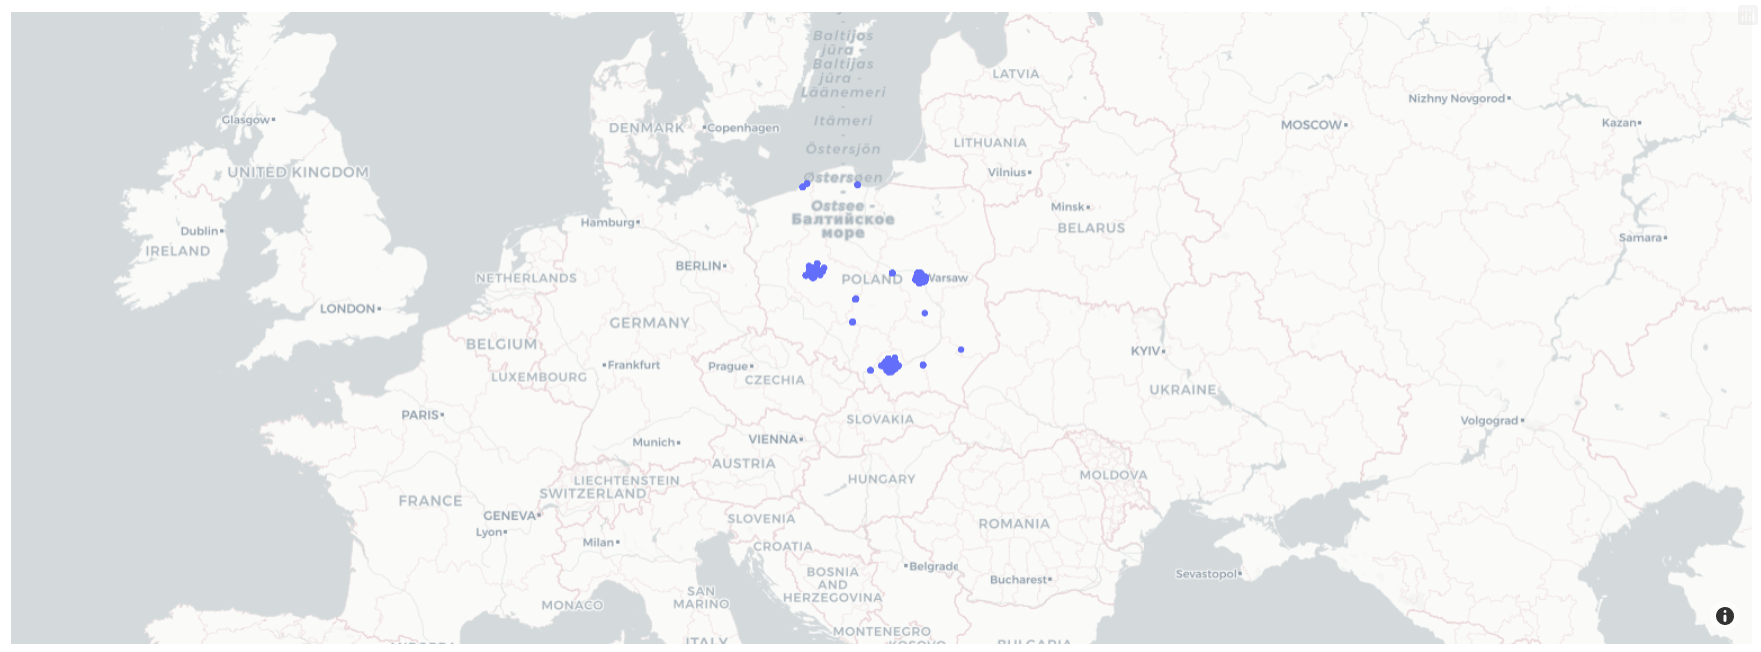 Baltijos
jūra -
Baltijas
jūra -
Läänemeri
-
Itämeri
-
Östersjön
-
Østersøen
-
Ostsee -
Балтийское
море
LATVIA
Nizhny Novgorod
Glasgow
DENMARK
Copenhagen
MOSCOW
Kazan
LITHUANIA
UNITED KINGDOM
Vilnius
Minsk
Hamburg
Dublin
BELARUS
Samara
IRELAND
BERLIN
NETHERLANDS
POLAND
Warsaw
LONDON
GERMANY
BELGIUM
KYIV
Frankfurt
Prague
LUXEMBOURG
CZECHIA
UKRAINE
PARIS
SLOVAKIA
Volgograd
Munich
VIENNA
AUSTRIA
MOLDOVA
LIECHTENSTEIN
HUNGARY
SWITZERLAND
FRANCE
GENEVA
SLOVENIA
ROMANIA
Lyon
Milan
CROATIA
Belgrade
BOSNIA
AND
HERZEGOVINA
Sevastopol
Bucharest
SAN
MARINO
MONACO
MONTENEGRO
ITALY
KOSOVO
BULGARIA